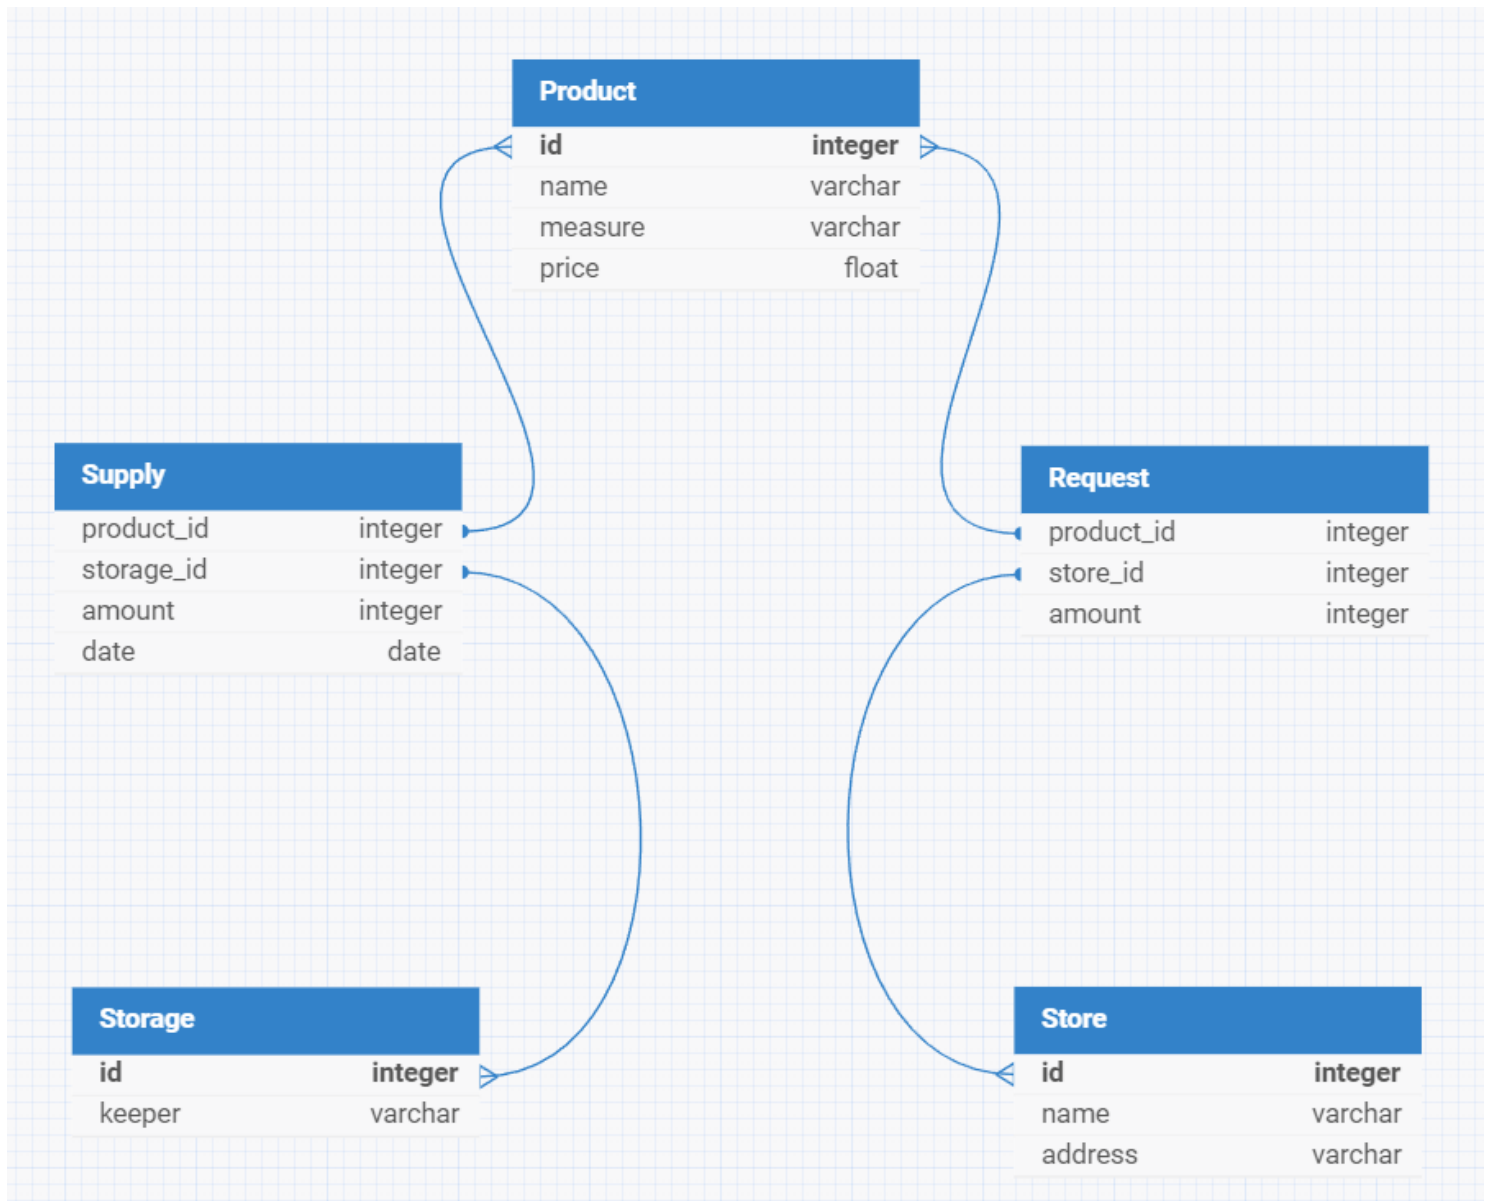 Product
id integer
name varchar
measure varchar
price float
Supply
product_id integer
storage_id integer
amount integer
date date
Request
product_id integer
store_id integer
amount integer
Storage
id integer
keeper varchar
Store
id integer
name varchar
address varchar